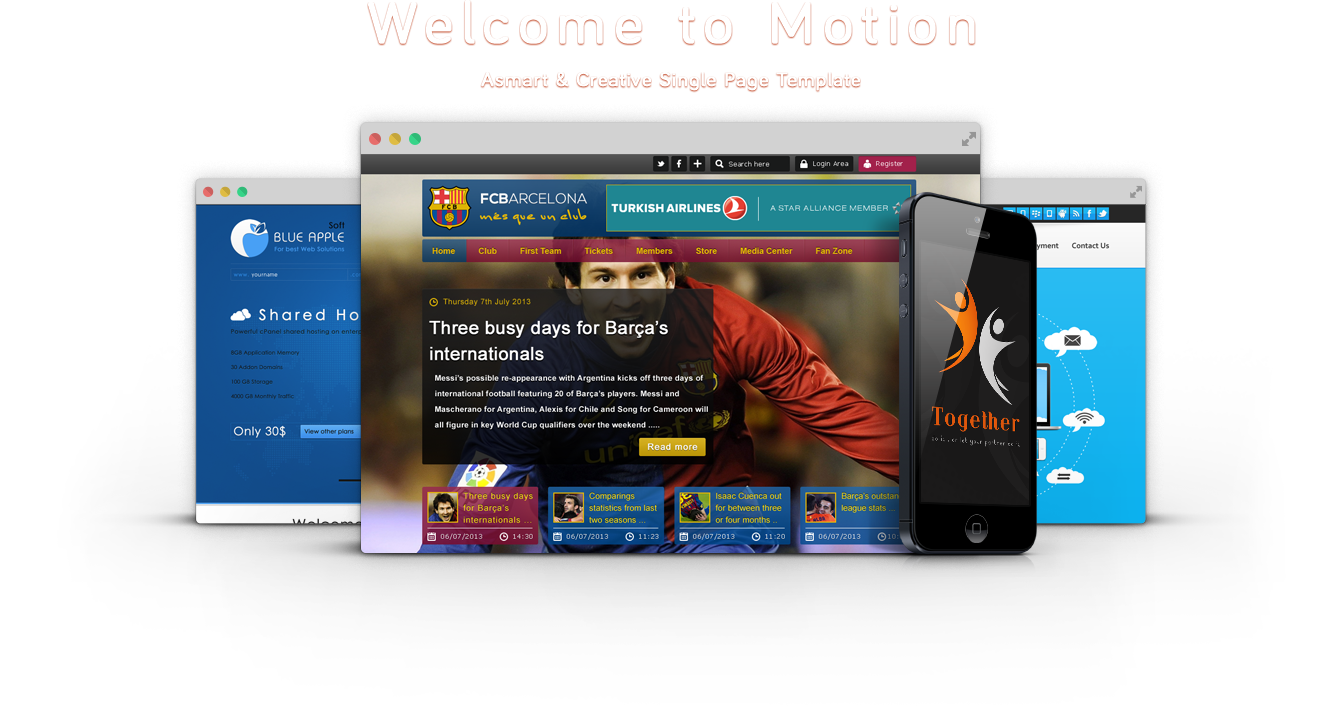 Welcome to Motion
Asmart & Creative Single Page Template
Search here
Login Area
Register
FCBARCELONA
més que un club
TURKISH AIRLINES
A STAR ALLIANCE MEMBER
Home Club First Team Tickets Members Store Media Center Fan Zone
Thursday 7th July 2013
Three busy days for Barça's
internationals
Messi's possible re-appearance with Argentina kicks off three days of
international football featuring 20 of Barça's players. Messi and
Mascherano for Argentina, Alexis for Chile and Song for Cameroon will
all figure in key World Cup qualifiers over the weekend .....
Read more
Three busy days
for Barça's
internationals ...
06/07/2013 14:30
Comparings
statistics from last
two seasons ...
06/07/2013 11:23
Isaac Cuenca out
for between three
or four months ..
06/07/2013 11:20
Barça's outstan
league stats ...
06/07/2013 10:
FCB
unicef
Soft
BLUE APPLE
For best Web Solutions
www. yourname .com
Shared Ho
Powerful cPanel shared hosting an enter
8GB Application Memory
30 Addon Domains
100 GB Storage
4000 GB Monthly Traffic
Only 30$
View other plans
Welcome
yment Contact Us
Together